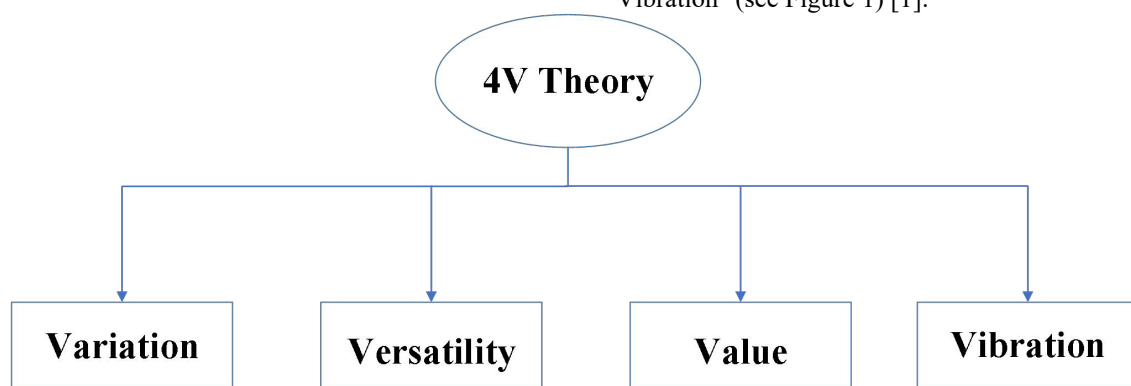 Vibration" (see Figure 1) [1].
4V Theory
Variation
Versatility
Value
Vibration